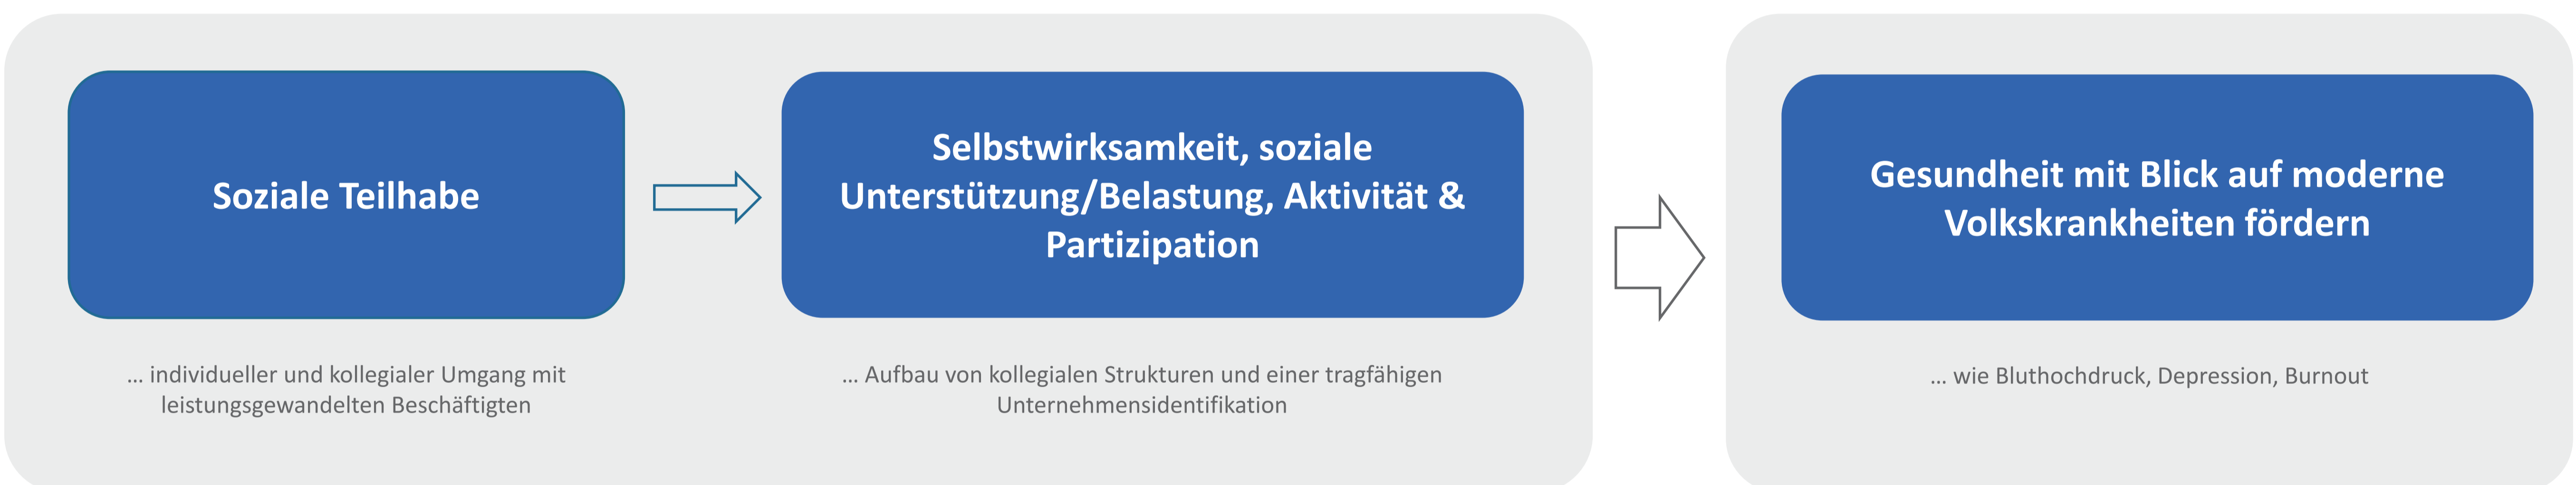 Soziale Teilhabe
... individueller und kollegialer Umgang mit
leistungsgewandelten Beschäftigten
Selbstwirksamkeit, soziale
Unterstützung/Belastung, Aktivität &
Partizipation
... Aufbau von kollegialen Strukturen und einer tragfähigen
Unternehmensidentifikation
Gesundheit mit Blick auf moderne
Volkskrankheiten fördern
... wie Bluthochdruck, Depression, Burnout